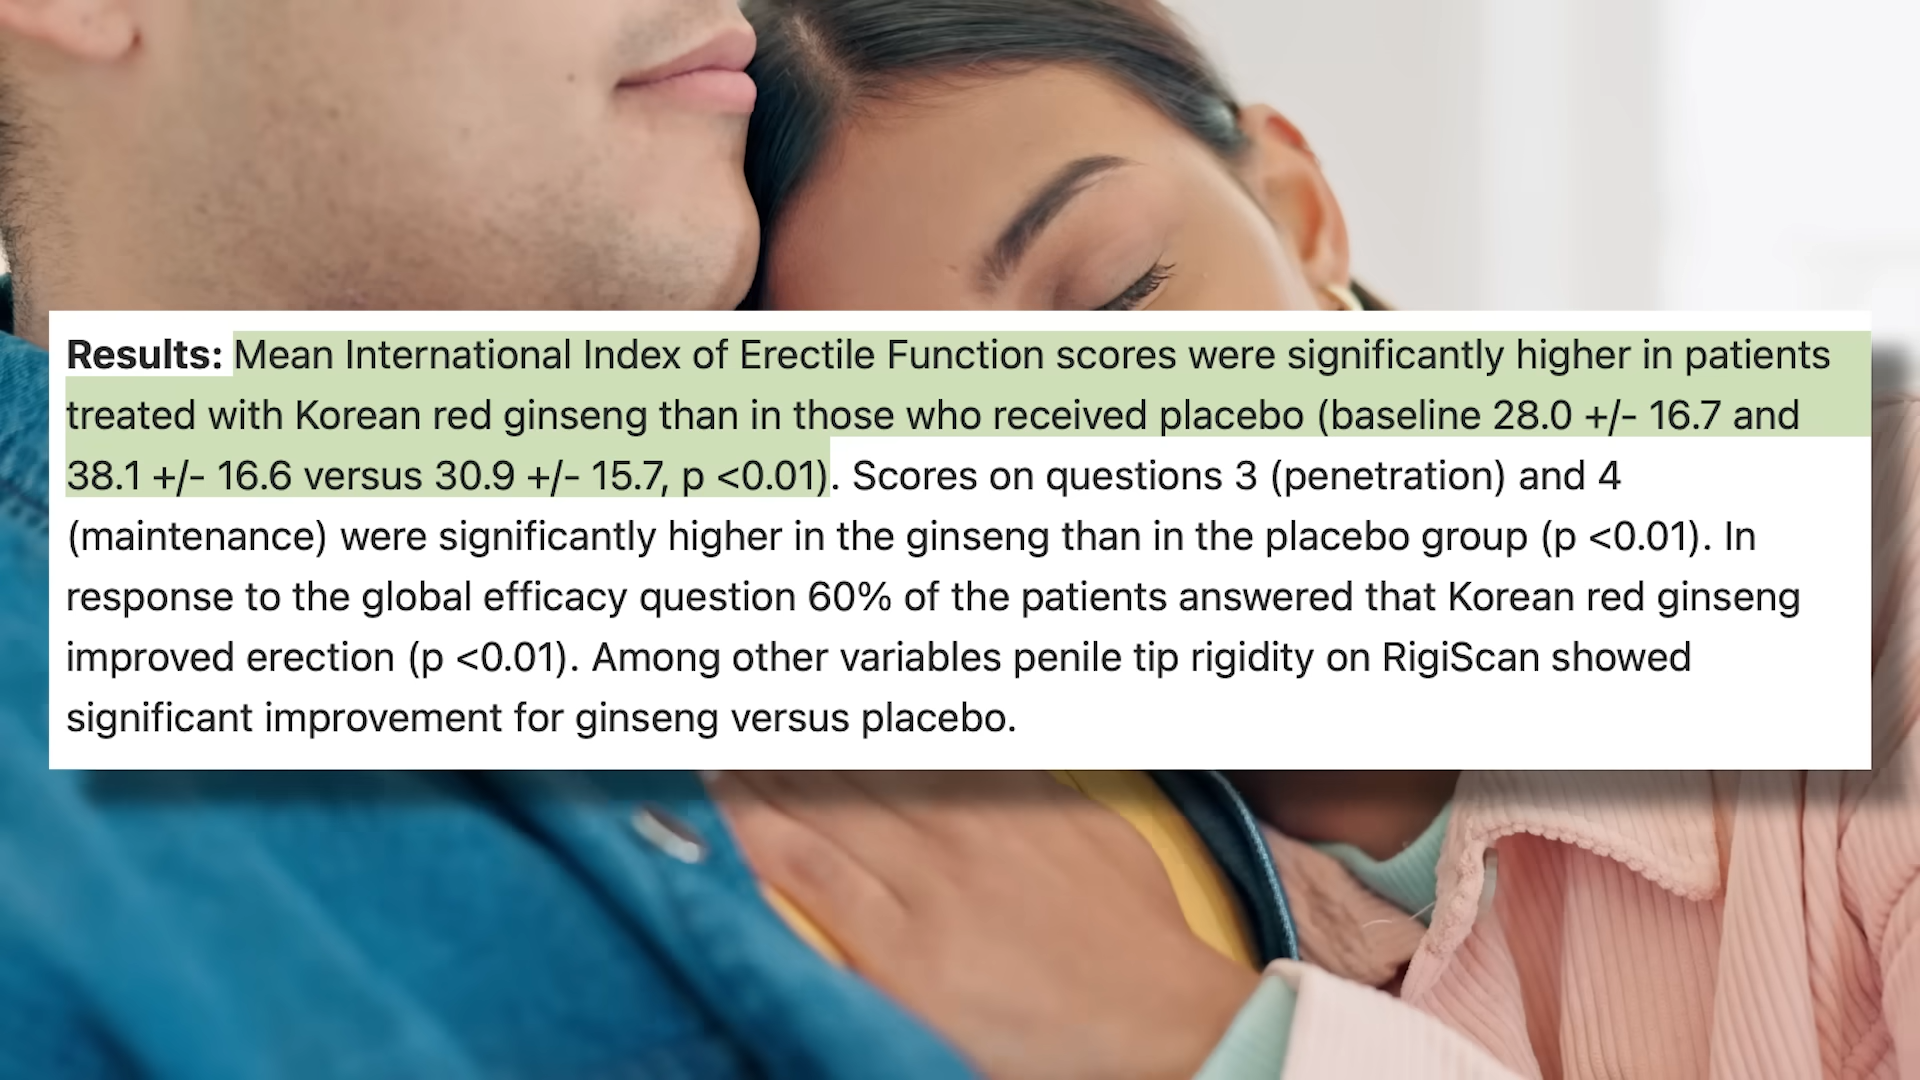 Results: Mean International Index of Erectile Function scores were significantly higher in patients
treated with Korean red ginseng than in those who received placebo (baseline 28.0 +/- 16.7 and
38.1 +/- 16.6 versus 30.9 +/- 15.7, p <0.01). Scores on questions 3 (penetration) and 4
(maintenance) were significantly higher in the ginseng than in the placebo group (p <0.01). In
response to the global efficacy question 60% of the patients answered that Korean red ginseng
improved erection (p <0.01). Among other variables penile tip rigidity on RigiScan showed
significant improvement for ginseng versus placebo.